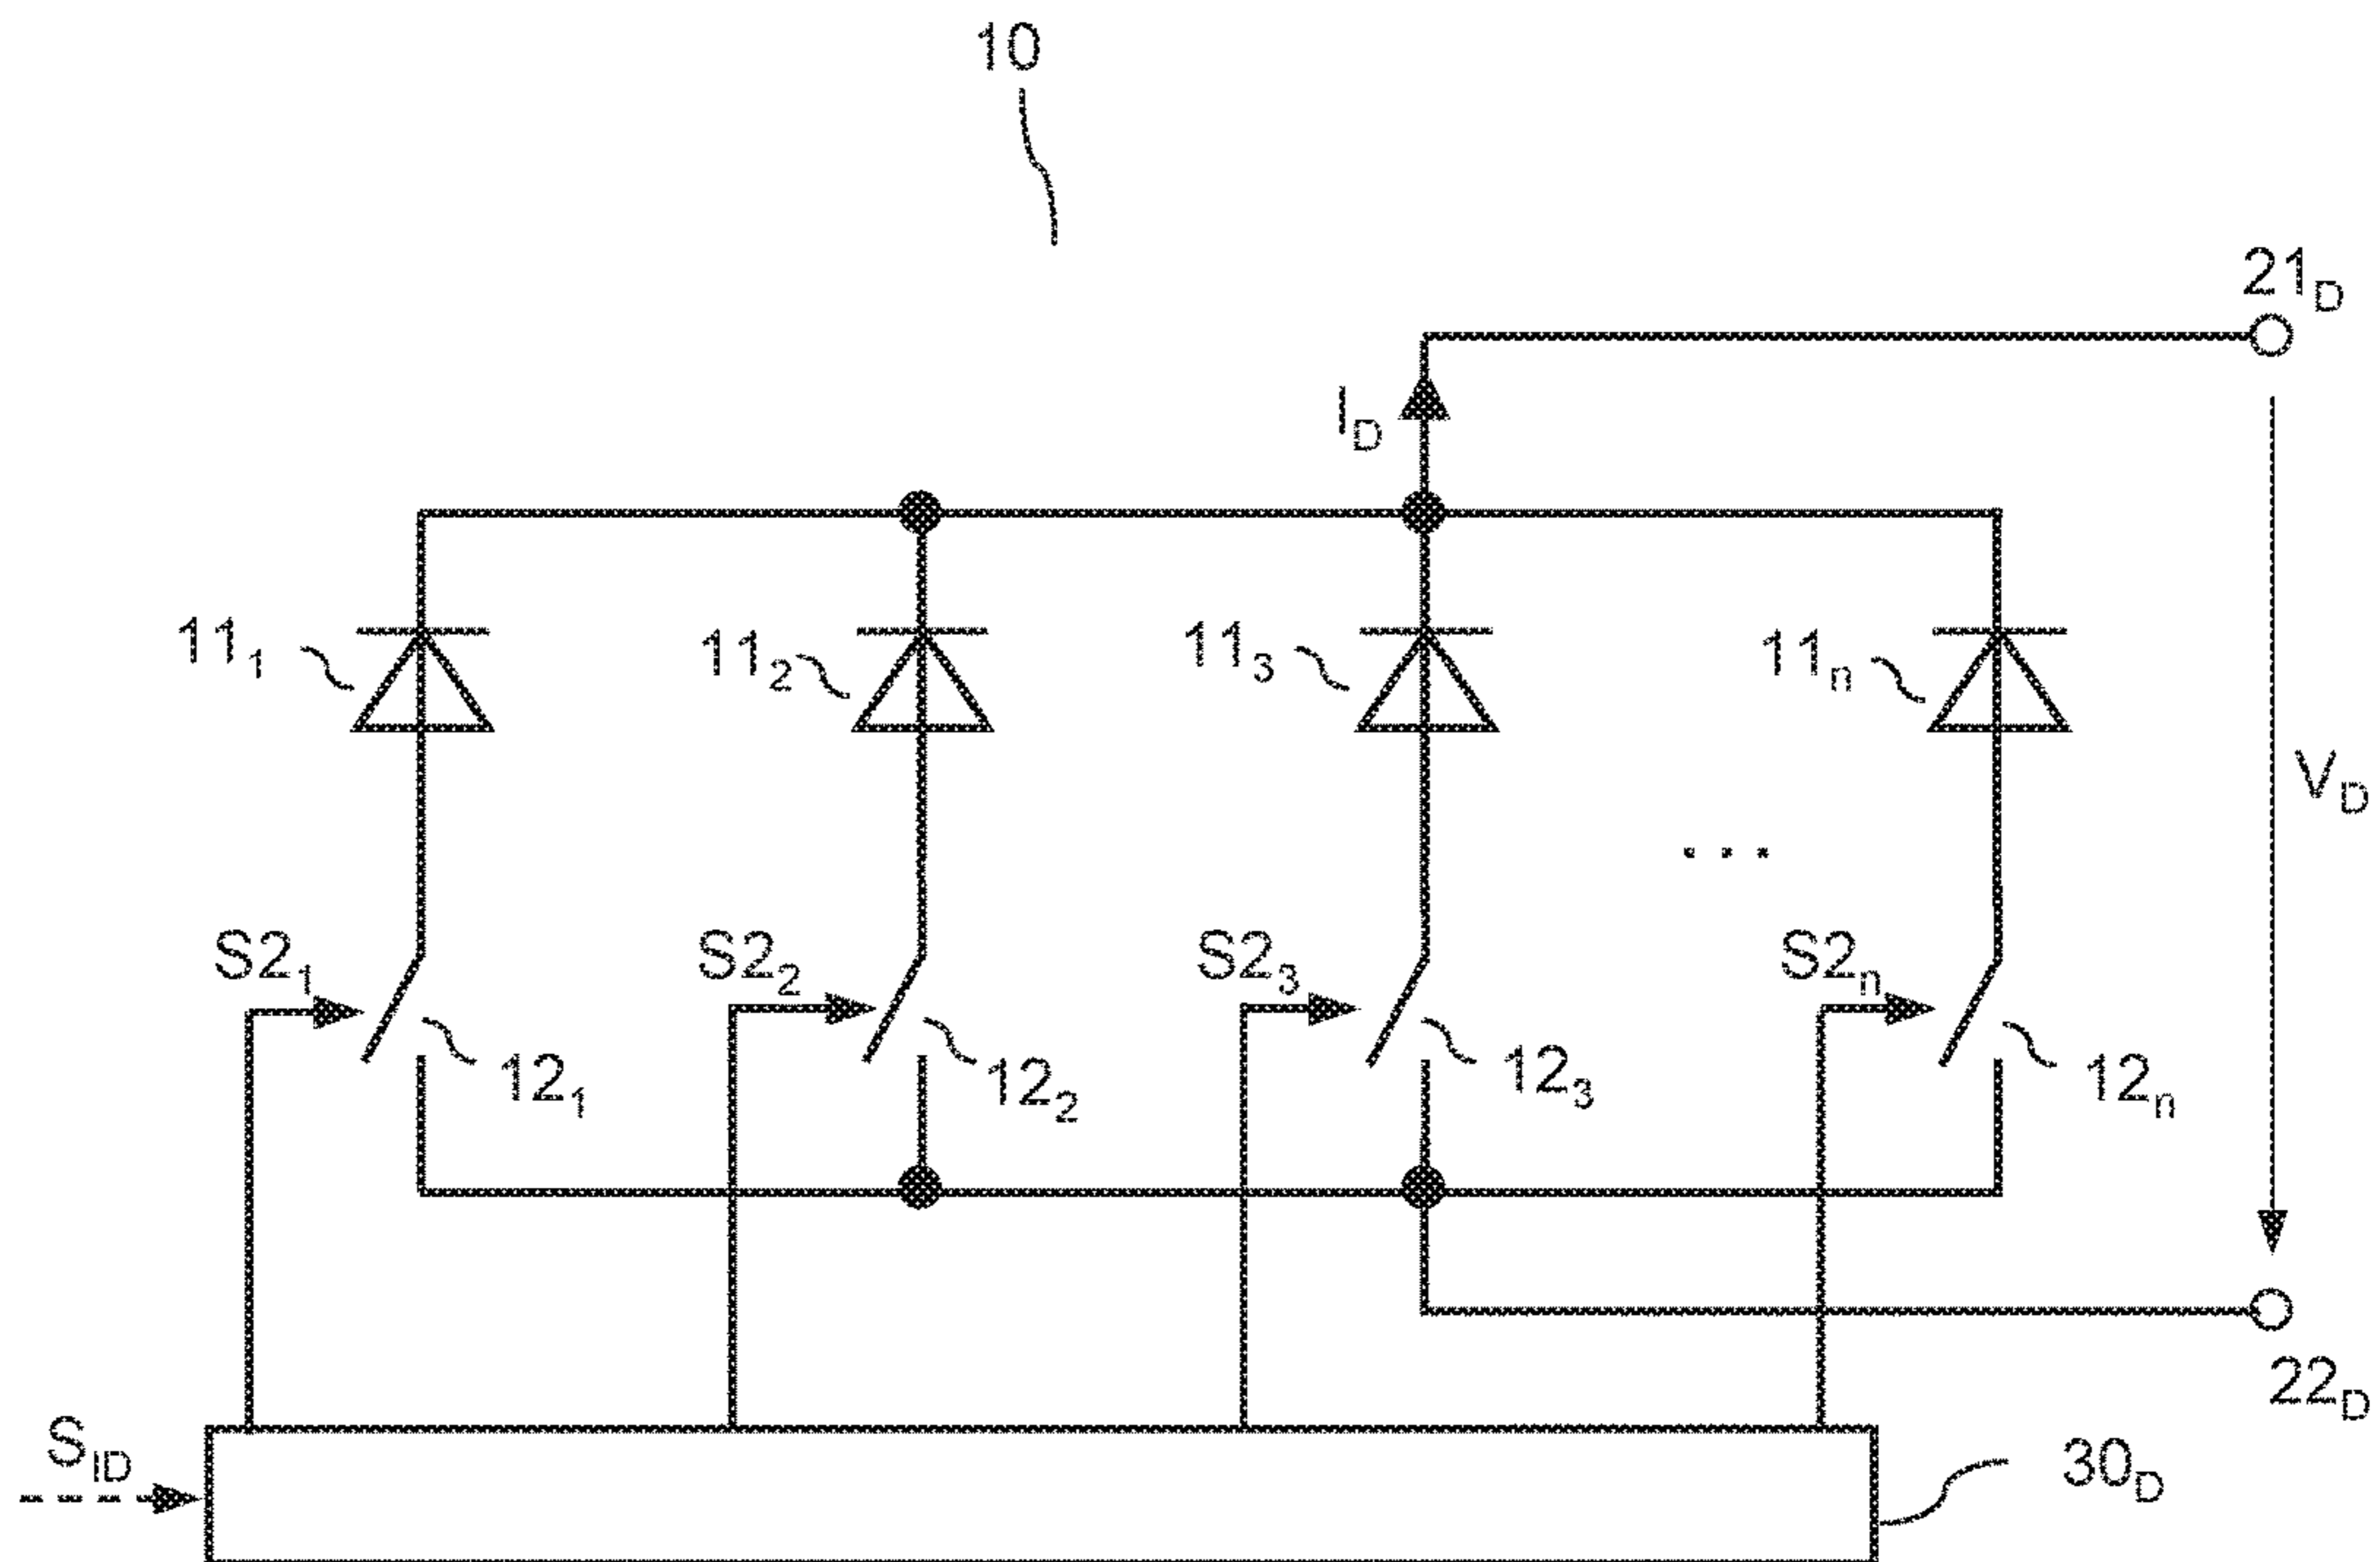 10
21D
ID
111
112
113
11n
VD
. . .
S21
S22
S23
S2n
121
122
123
12n
22D
SID
30D